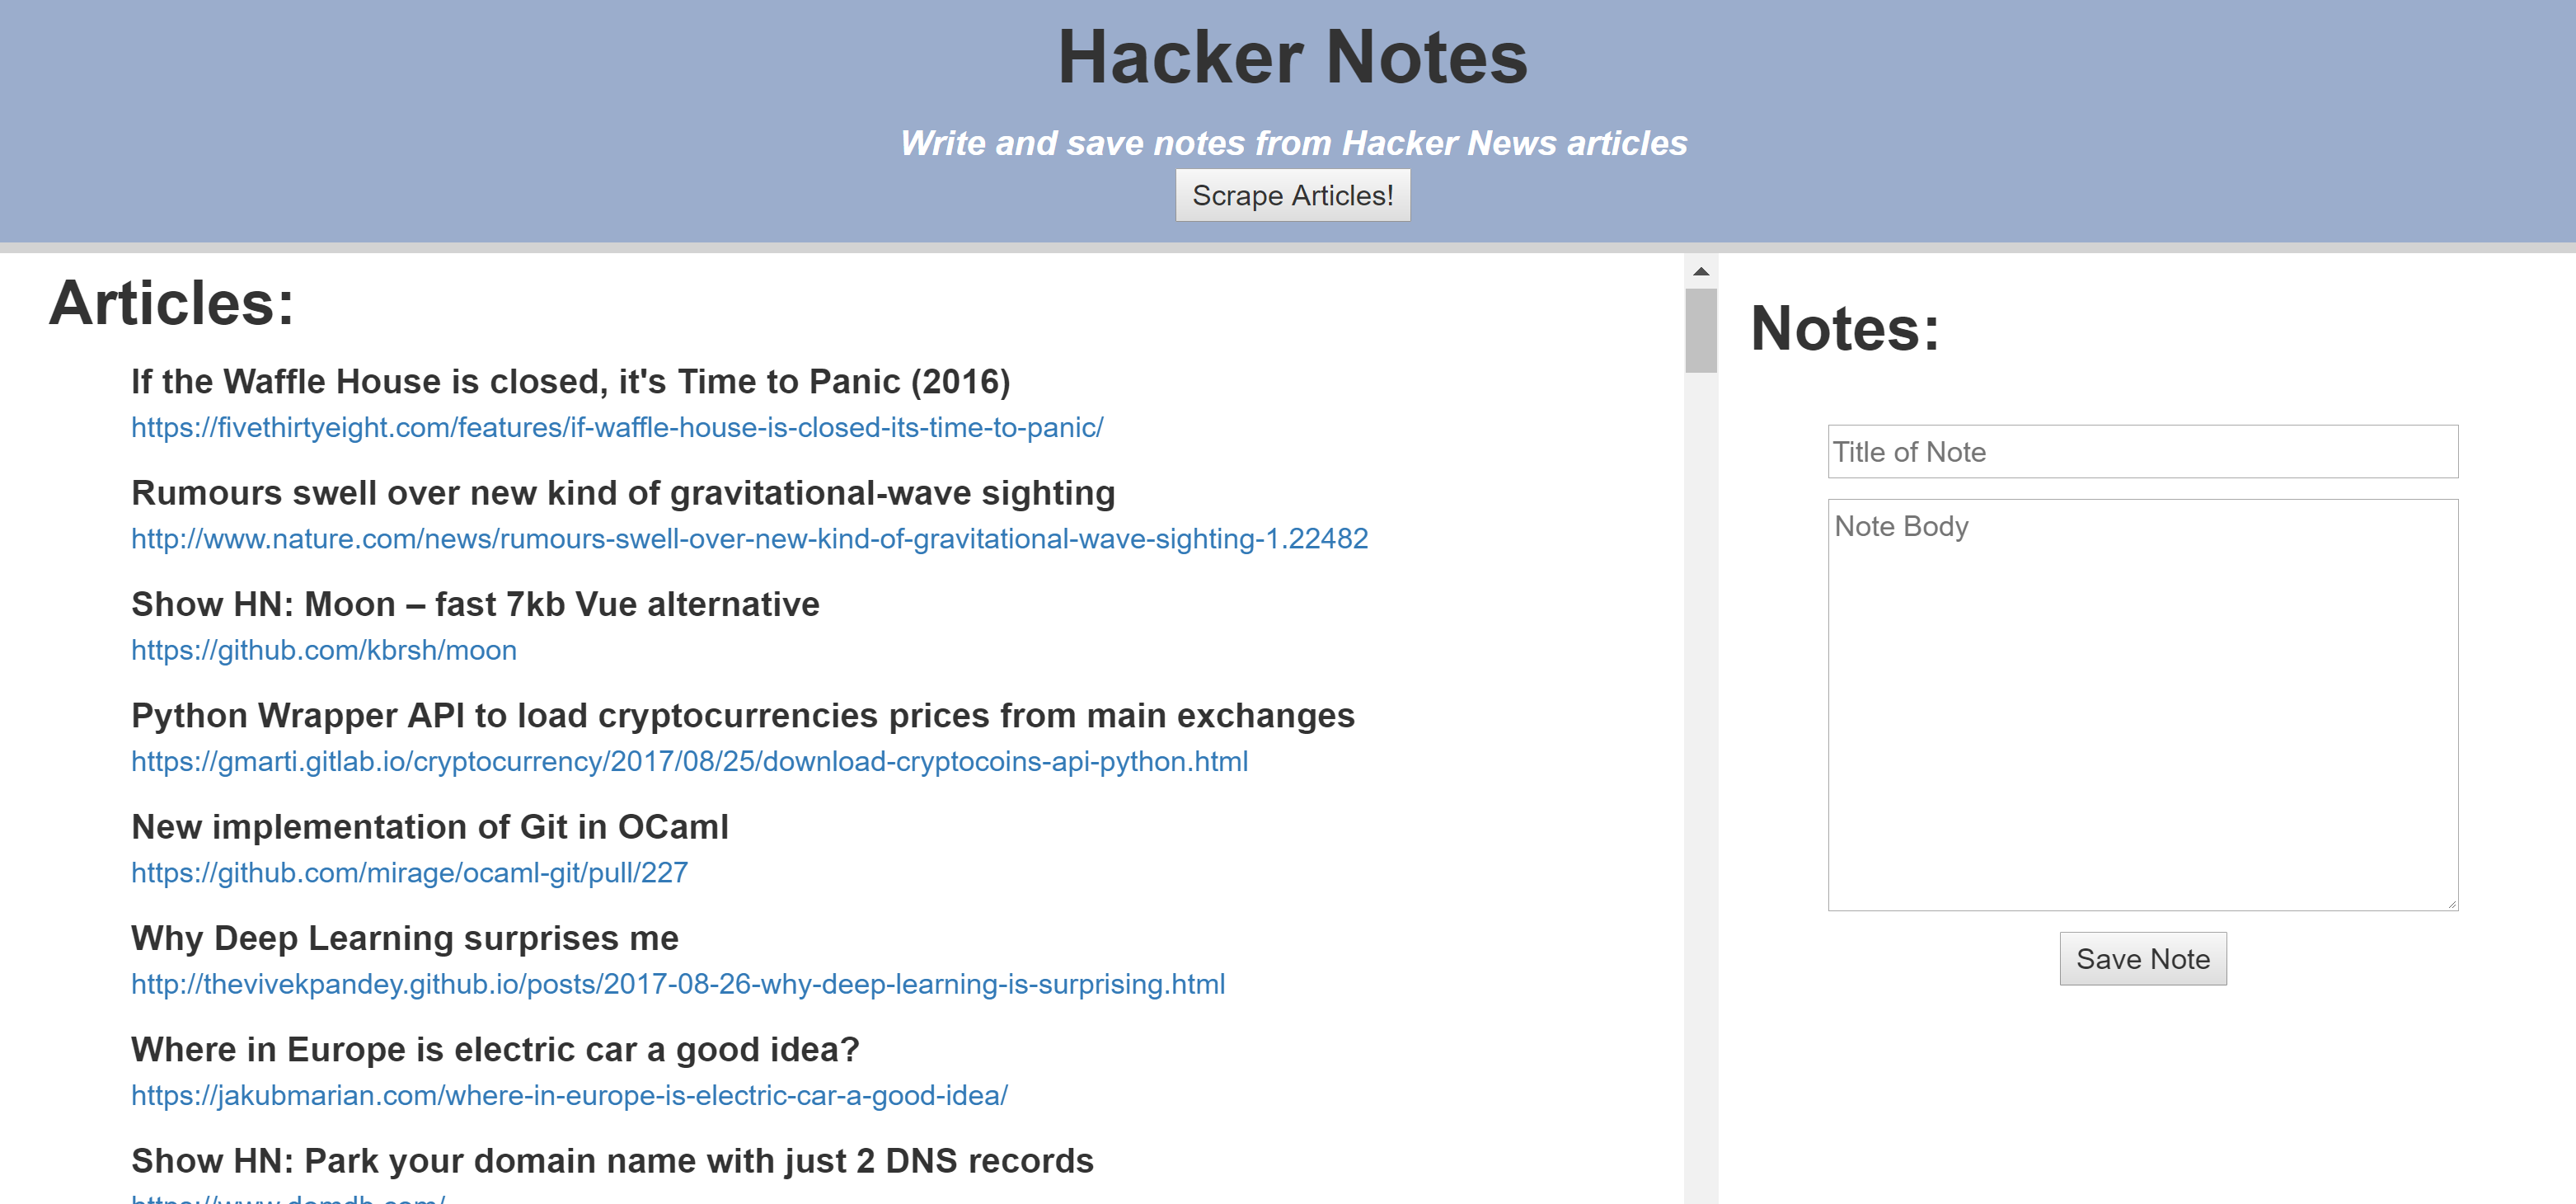 Hacker Notes
Write and save notes from Hacker News articles
Scrape Articles!
Articles:
If the Waffle House is closed, it's Time to Panic (2016)
https://fivethirtyeight.com/features/if-waffle-house-is-closed-its-time-to-panic/
Rumours swell over new kind of gravitational-wave sighting
http://www.nature.com/news/rumours-swell-over-new-kind-of-gravitational-wave-sighting-1.22482
Show HN: Moon – fast 7kb Vue alternative
https://github.com/kbrsh/moon
Python Wrapper API to load cryptocurrencies prices from main exchanges
https://gmarti.gitlab.io/cryptocurrency/2017/08/25/download-cryptocoins-api-python.html
New implementation of Git in OCaml
https://github.com/mirage/ocaml-git/pull/227
Why Deep Learning surprises me
http://thevivekpandey.github.io/posts/2017-08-26-why-deep-learning-is-surprising.html
Where in Europe is electric car a good idea?
https://jakubmarian.com/where-in-europe-is-electric-car-a-good-idea/
Show HN: Park your domain name with just 2 DNS records
https://www.domdb.com/
Notes:
Title of Note
Note Body
Save Note